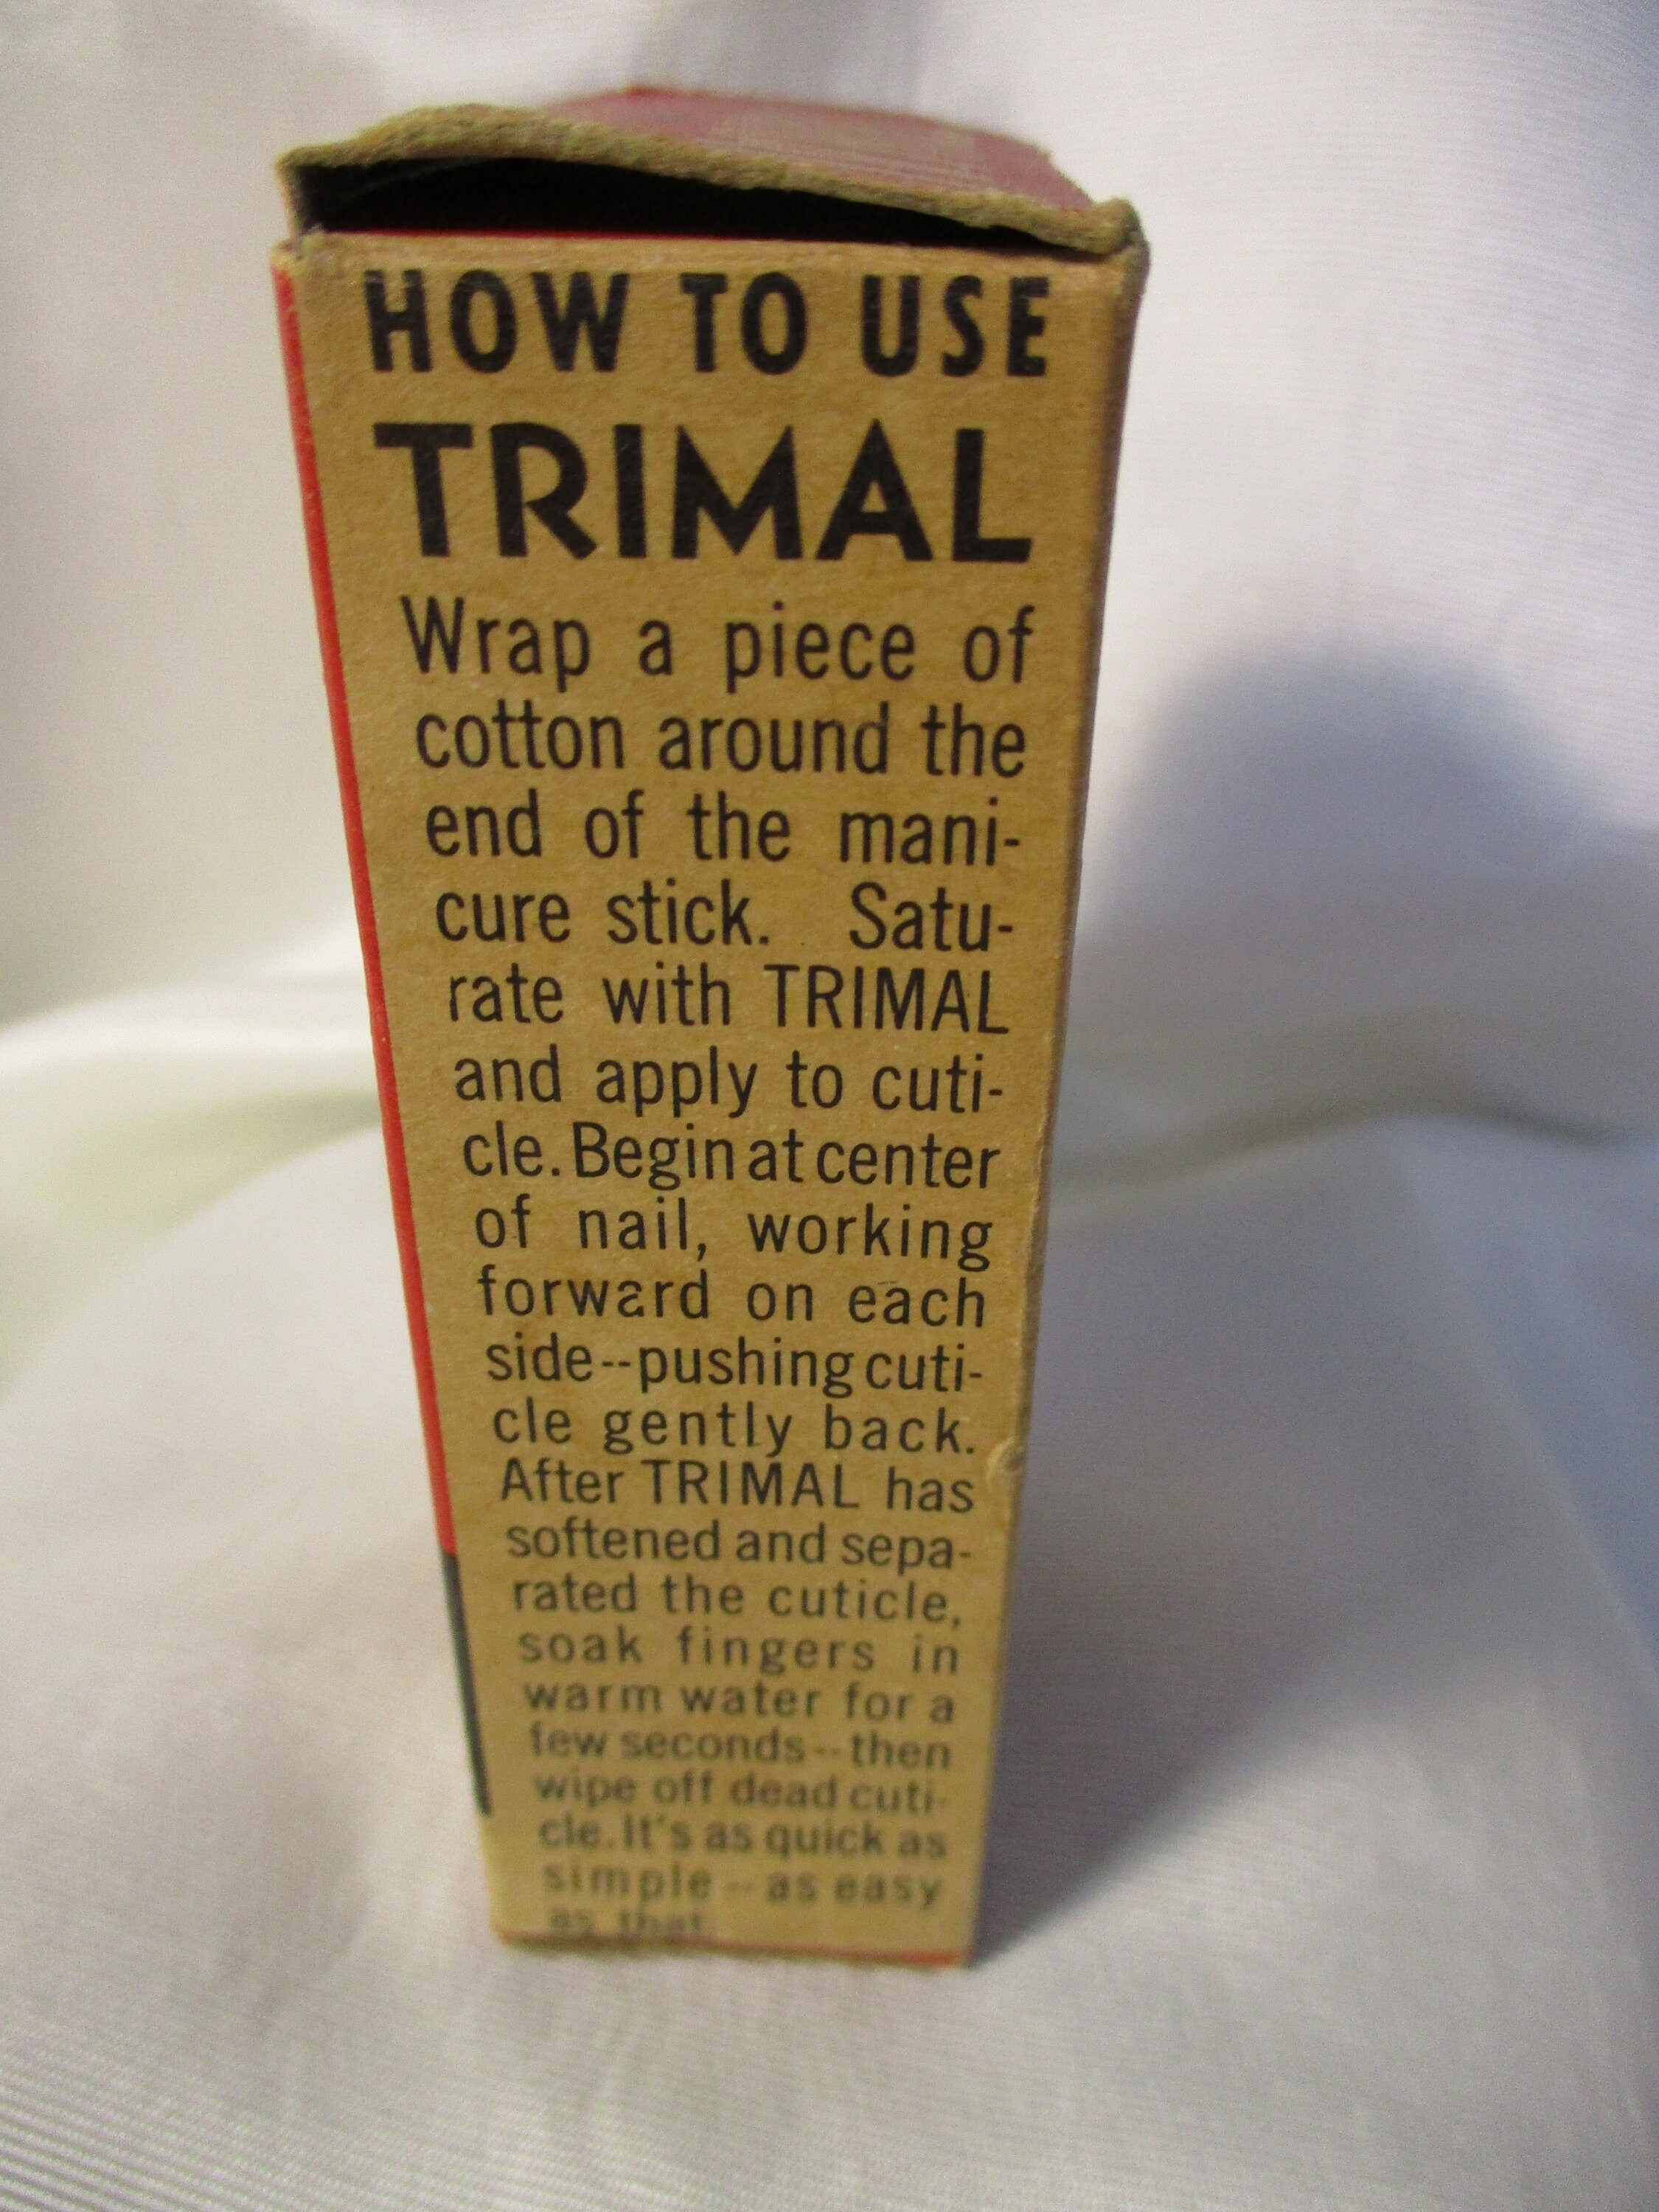 HOW TO USE
TRIMAL
Wrap a piece of
cotton around the
end of the mani-
cure stick. Satu-
rate with TRIMAL
and apply to cuti-
cle. Begin at center
of nail, working
forward on each
side--pushing cuti-
cle gently back.
After TRIMAL has
softened and sepa-
rated the cuticle,
soak fingers in
warm water for a
few seconds--then
wipe off dead cuti-
cle. It's as quick as
simple--as easy
as that